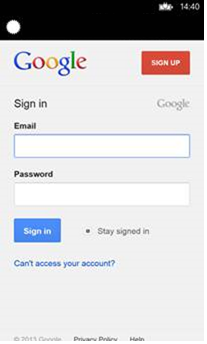 14:40
Google
SIGN UP
Sign in
Google
Email
Password
Sign in
Stay signed in
Can't access your account?
© 2013 Google Privacy Policy Help